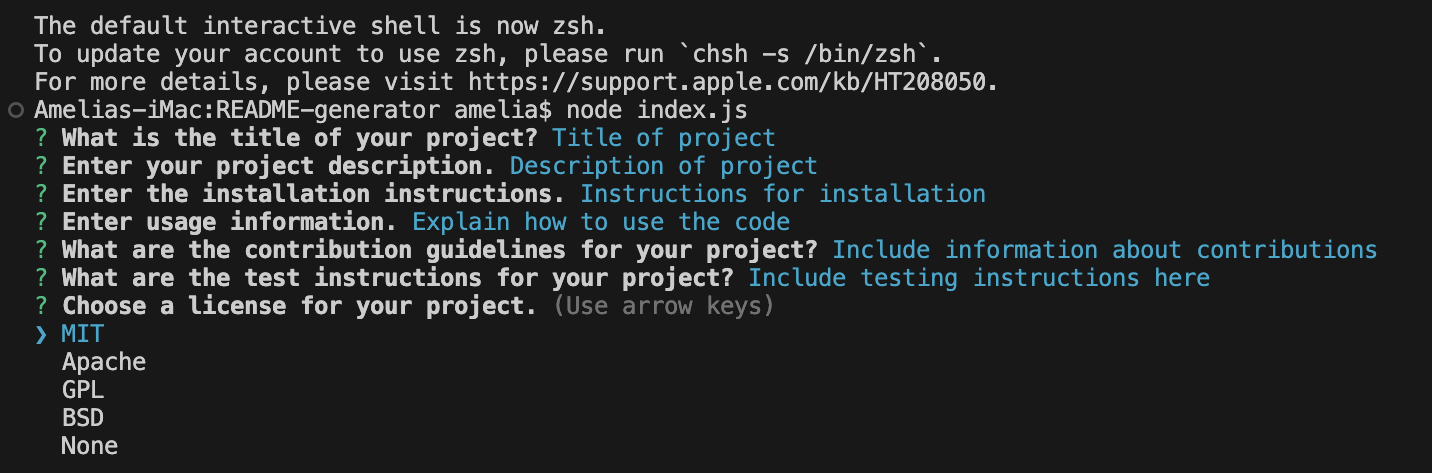 The default interactive shell is now zsh.
To update your account to use zsh, please run `chsh -s /bin/zsh`.
For more details, please visit https://support.apple.com/kb/HT208050.
Amelias-iMac:README-generator amelia$ node index.js
? What is the title of your project? Title of project
? Enter your project description. Description of project
? Enter the installation instructions. Instructions for installation
? Enter usage information. Explain how to use the code
? What are the contribution guidelines for your project? Include information about contributions
? What are the test instructions for your project? Include testing instructions here
? Choose a license for your project. (Use arrow keys)
❯ MIT
Apache
GPL
BSD
None